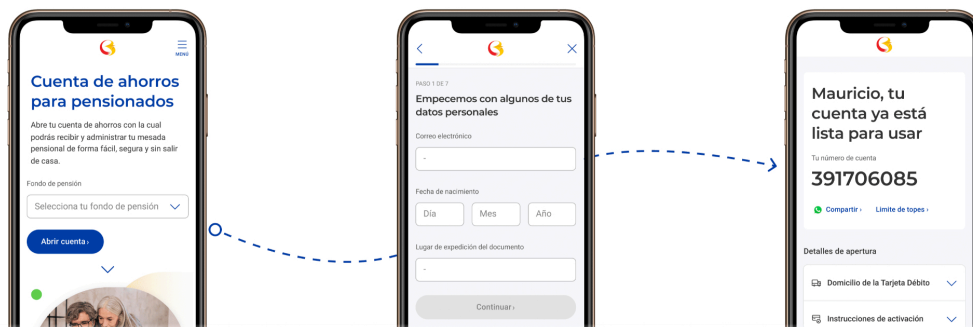 MENÚ
Cuenta de ahorros
para pensionados
Abre tu cuenta de ahorros con la cual
podrás recibir y administrar tu mesada
pensional de forma fácil, segura y sin salir
de casa.
Fondo de pensión
Selecciona tu fondo de pensión
Abrir cuenta ›
PASO 1 DE 7
Empecemos con algunos de tus
datos personales
Correo electrónico
-
Fecha de nacimiento
Día
Mes
Año
Lugar de expedición del documento
-
Continuar ›
Mauricio, tu
cuenta ya está
lista para usar
Tu número de cuenta
391706085
Compartir ›
Límite de topes ›
Detalles de apertura
Domicilio de la Tarjeta Débito
Instrucciones de activación